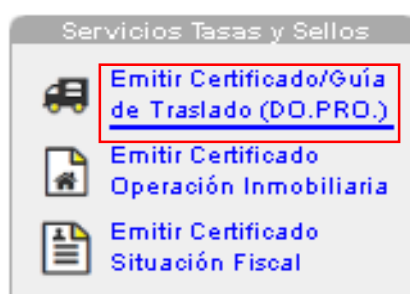 Servicios Tasas y Sellos
Emitir Certificado/Guía
de Traslado (DO.PRO.)
Emitir Certificado
Operación Inmobiliaria
Emitir Certificado
Situación Fiscal